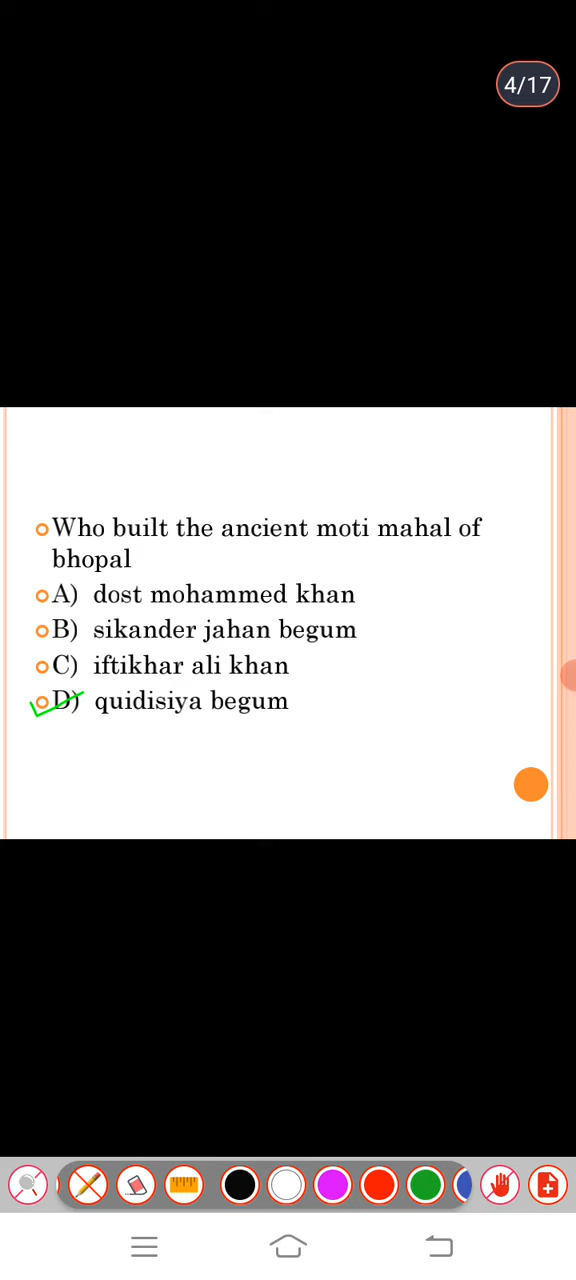 4/17
Who built the ancient moti mahal of
bhopal
A) dost mohammed khan
B) sikander jahan begum
C) iftikhar ali khan
D) quidisiya begum